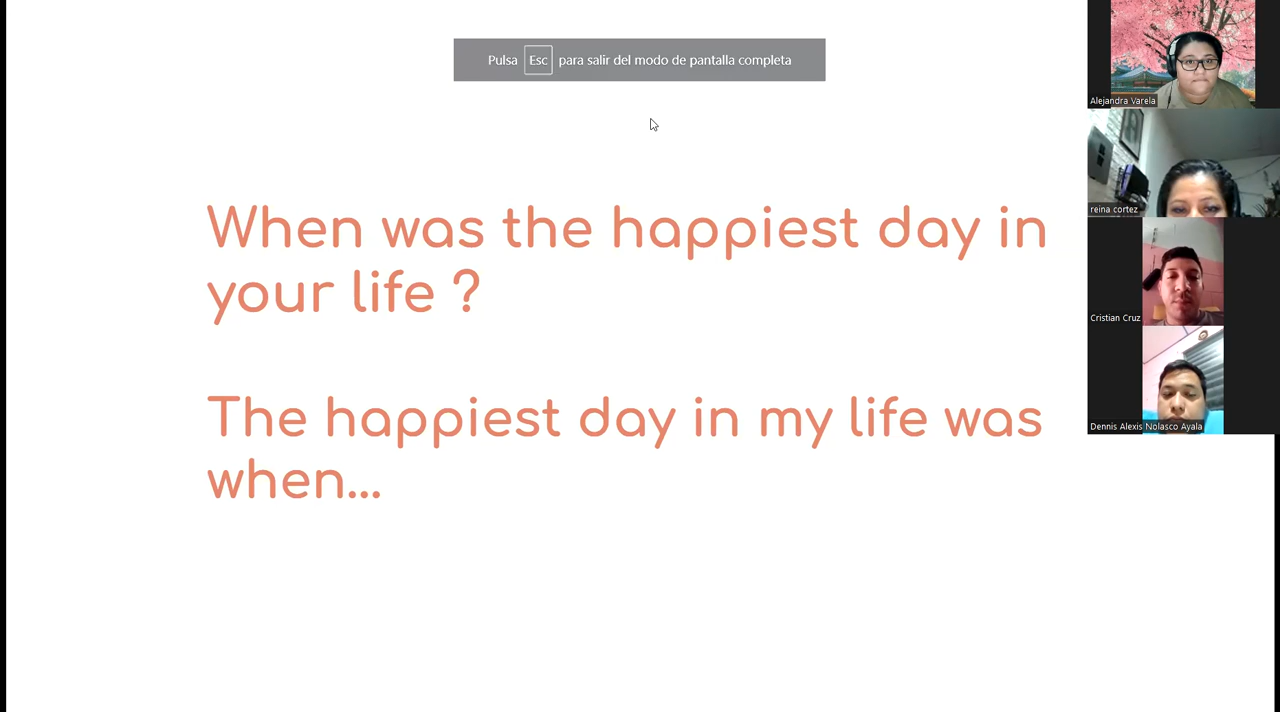 Pulsa Esc para salir del modo de pantalla completa
When was the happiest day in
your life ?
The happiest day in my life was
when...
Alejandra Varela
reina cortez
Cristian Cruz
Dennis Alexis Nolasco Ayala